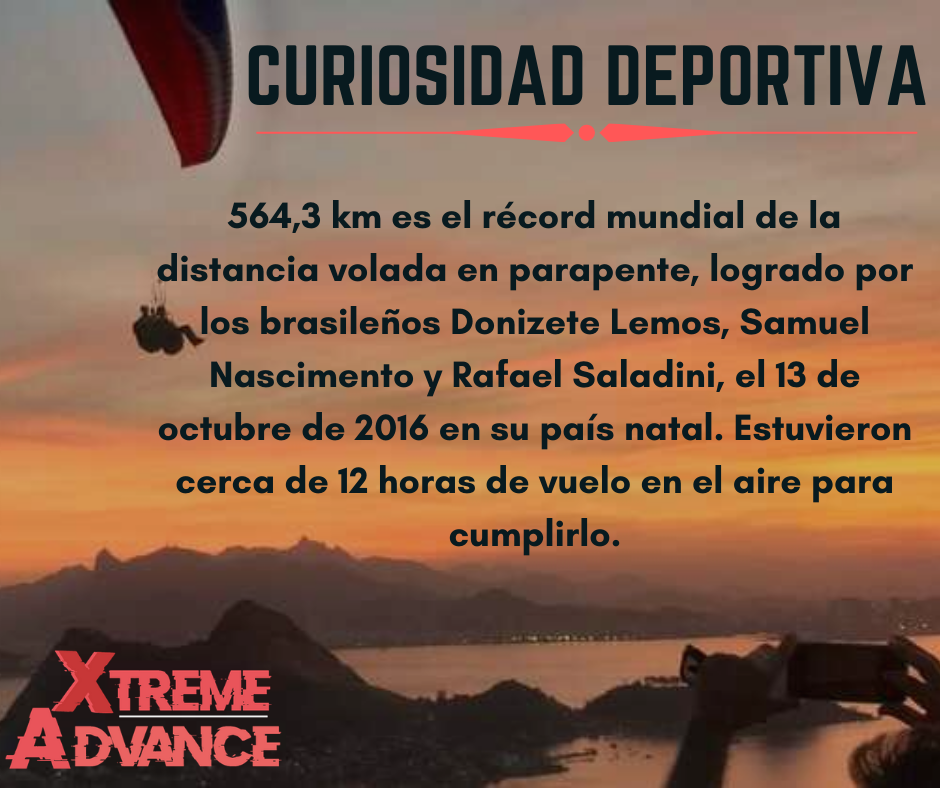 CURIOSIDAD DEPORTIVA
564,3 km es el récord mundial de la
distancia volada en parapente, logrado por
los brasileños Donizete Lemos, Samuel
Nascimento y Rafael Saladini, el 13 de
octubre de 2016 en su país natal. Estuvieron
cerca de 12 horas de vuelo en el aire para
cumplirlo.
XTREME
ADVANCE